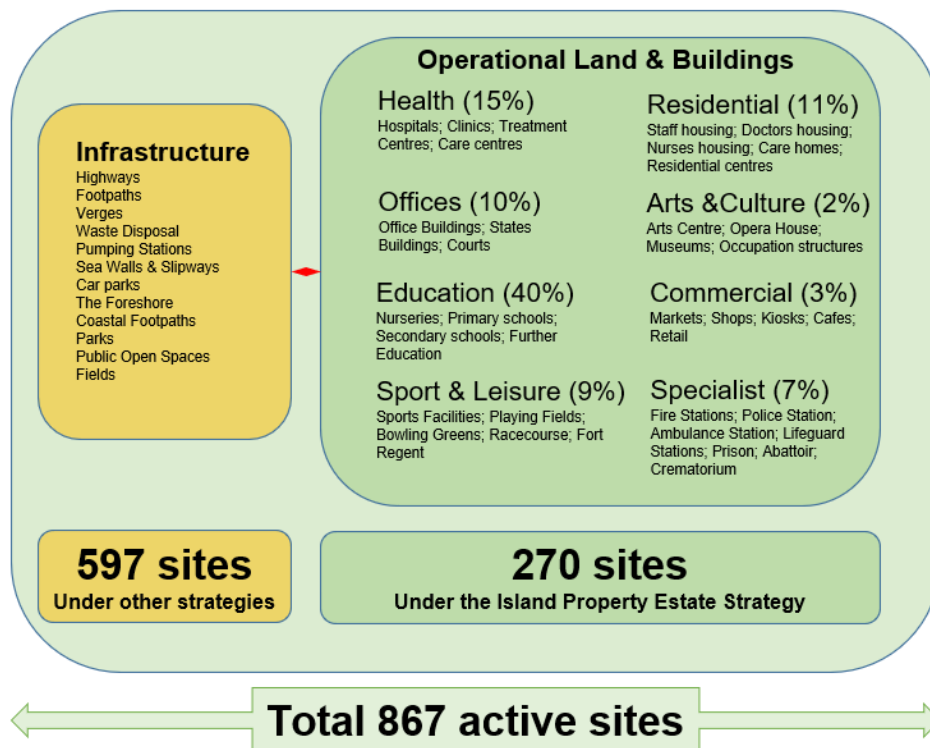 Operational Land & Buildings
Infrastructure
Highways
Footpaths
Verges
Waste Disposal
Pumping Stations
Sea Walls & Slipways
Car parks
The Foreshore
Coastal Footpaths
Parks
Public Open Spaces
Fields
Health (15%)
Hospitals; Clinics; Treatment
Centres; Care centres
Residential (11%)
Staff housing; Doctors housing;
Nurses housing; Care homes;
Residential centres
Offices (10%)
Office Buildings; States
Buildings; Courts
Arts &Culture (2%)
Arts Centre; Opera House;
Museums; Occupation structures
Education (40%)
Nurseries; Primary schools;
Secondary schools; Further
Education
Commercial (3%)
Markets; Shops; Kiosks; Cafes;
Retail
Sport & Leisure (9%)
Sports Facilities; Playing Fields;
Bowling Greens; Racecourse; Fort
Regent
Specialist (7%)
Fire Stations; Police Station;
Ambulance Station; Lifeguard
Stations; Prison; Abattoir;
Crematorium
597 sites
Under other strategies
270 sites
Under the Island Property Estate Strategy
Total 867 active sites